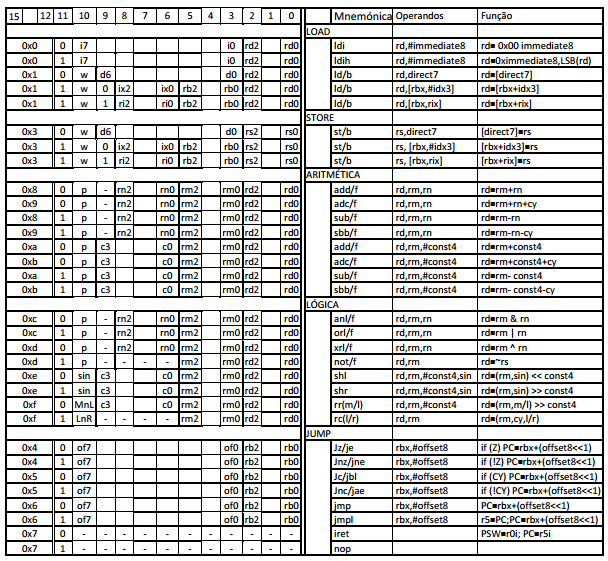 15 12 11 10 9 8 7 6 5 4 3 2 1 0 Mnemónica Operandos Função
LOAD
0x0 0 i7 i0 rd2 rd0 ldi rd,#immediate8 rd= 0x00 immediate8
0x0 1 i7 i0 rd2 rd0 ldih rd,#immediate8 rd=0ximmediate8,LSB(rd)
0x1 0 w d6 d0 rd2 rd0 ld/b rd,direct7 rd=[direct7]
0x1 1 w 0 ix2 ix0 rb2 rb0 rd2 rd0 ld/b rd,[rbx,#idx3] rd=[rbx+idx3]
0x1 1 w 1 ri2 ri0 rb2 rb0 rd2 rd0 ld/b rd,[rbx,rix] rd=[rbx+rix]
STORE
0x3 0 w d6 d0 rs2 rs0 st/b rs,direct7 [direct7]=rs
0x3 1 w 0 ix2 ix0 rb2 rb0 rs2 rs0 st/b rs, [rbx,#idx3] [rbx+idx3]=rs
0x3 1 w 1 ri2 ri0 rb2 rb0 rs2 rs0 st/b rs, [rbx,rix] [rbx+rix]=rs
ARITMÉTICA
0x8 0 p - rn2 rn0 rm2 rm0 rd2 rd0 add/f rd,rm,rn rd=rm+rn
0x9 0 p - rn2 rn0 rm2 rm0 rd2 rd0 adc/f rd,rm,rn rd=rm+rn+cy
0x8 1 p - rn2 rn0 rm2 rm0 rd2 rd0 sub/f rd,rm,rn rd=rm-rn
0x9 1 p - rn2 rn0 rm2 rm0 rd2 rd0 sbb/f rd,rm,rn rd=rm-rn-cy
0xa 0 p c3 c0 rm2 rm0 rd2 rd0 add/f rd,rm,#const4 rd=rm+const4
0xb 0 p c3 c0 rm2 rm0 rd2 rd0 adc/f rd,rm,#const4 rd=rm+const4+cy
0xa 1 p c3 c0 rm2 rm0 rd2 rd0 sub/f rd,rm,#const4 rd=rm- const4
0xb 1 p c3 c0 rm2 rm0 rd2 rd0 sbb/f rd,rm,#const4 rd=rm- const4-cy
LÓGICA
0xc 0 p - rn2 rn0 rm2 rm0 rd2 rd0 anl/f rd,rm,rn rd=rm & rn
0xc 1 p - rn2 rn0 rm2 rm0 rd2 rd0 orl/f rd,rm,rn rd=rm | rn
0xd 0 p - rn2 rn0 rm2 rm0 rd2 rd0 xrl/f rd,rm,rn rd=rm ^ rn
0xd 1 p - - - - rm2 rm0 rd2 rd0 not/f rd,rm rd=~rs
0xe 0 sin c3 c0 rm2 rm0 rd2 rd0 shl rd,rm,#const4,sin rd=(rm,sin) << const4
0xe 1 sin c3 c0 rm2 rm0 rd2 rd0 shr rd,rm,#const4,sin rd=(rm,sin) >> const4
0xf 0 MnL c3 c0 rm2 rm0 rd2 rd0 rr(m/l) rd,rm,#const4 rd=(rm,m/l) >> const4
0xf 1 LnR - - - - rm2 rm0 rd2 rd0 rc(l/r) rd,rm rd=(rm,cy,l/r)
JUMP
0x4 0 of7 of0 rb2 rb0 Jz/je rbx,#offset8 if (Z) PC=rbx+(offset8<<1)
0x4 1 of7 of0 rb2 rb0 Jnz/jne rbx,#offset8 if (!Z) PC=rbx+(offset8<<1)
0x5 0 of7 of0 rb2 rb0 Jc/jbl rbx,#offset8 if (CY) PC=rbx+(offset8<<1)
0x5 1 of7 of0 rb2 rb0 Jnc/jae rbx,#offset8 if (!CY) PC=rbx+(offset8<<1)
0x6 0 of7 of0 rb2 rb0 jmp rbx,#offset8 PC=rbx+(offset8<<1)
0x6 1 of7 of0 rb2 rb0 jmpl rbx,#offset8 r5=PC;PC=rbx+(offset8<<1)
0x7 0 - - - - - - - - - - - iret PSW=r0i; PC=r5i
0x7 1 - - - - - - - - - - - nop